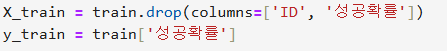 X_train = train.drop(columns=['ID', '성공확률'])
y_train = train['성공확률']